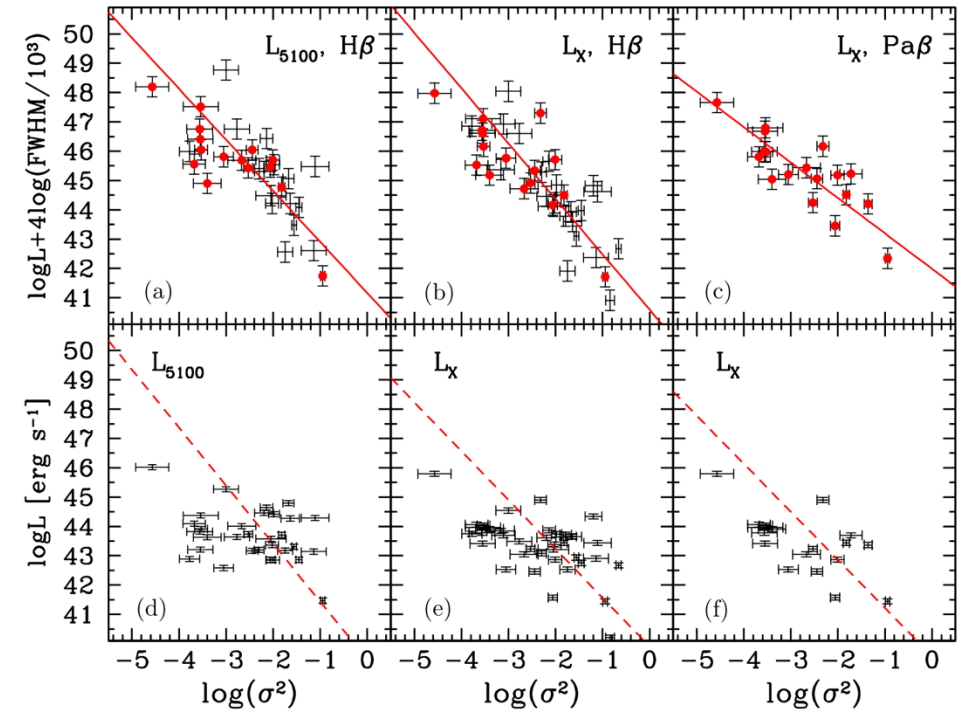 50
49
48
47
46
45
44
43
42
41
logL+4log(FWHM/10³)
L₅₁₀₀, Hβ
(a)
Lₓ, Hβ
(b)
Lₓ, Paβ
(c)
50
49
48
47
46
45
44
43
42
41
logL [erg s⁻¹]
L₅₁₀₀
(d)
Lₓ
(e)
Lₓ
(f)
-5 -4 -3 -2 -1 0
-5 -4 -3 -2 -1 0
-5 -4 -3 -2 -1 0
log(σ²)
log(σ²)
log(σ²)